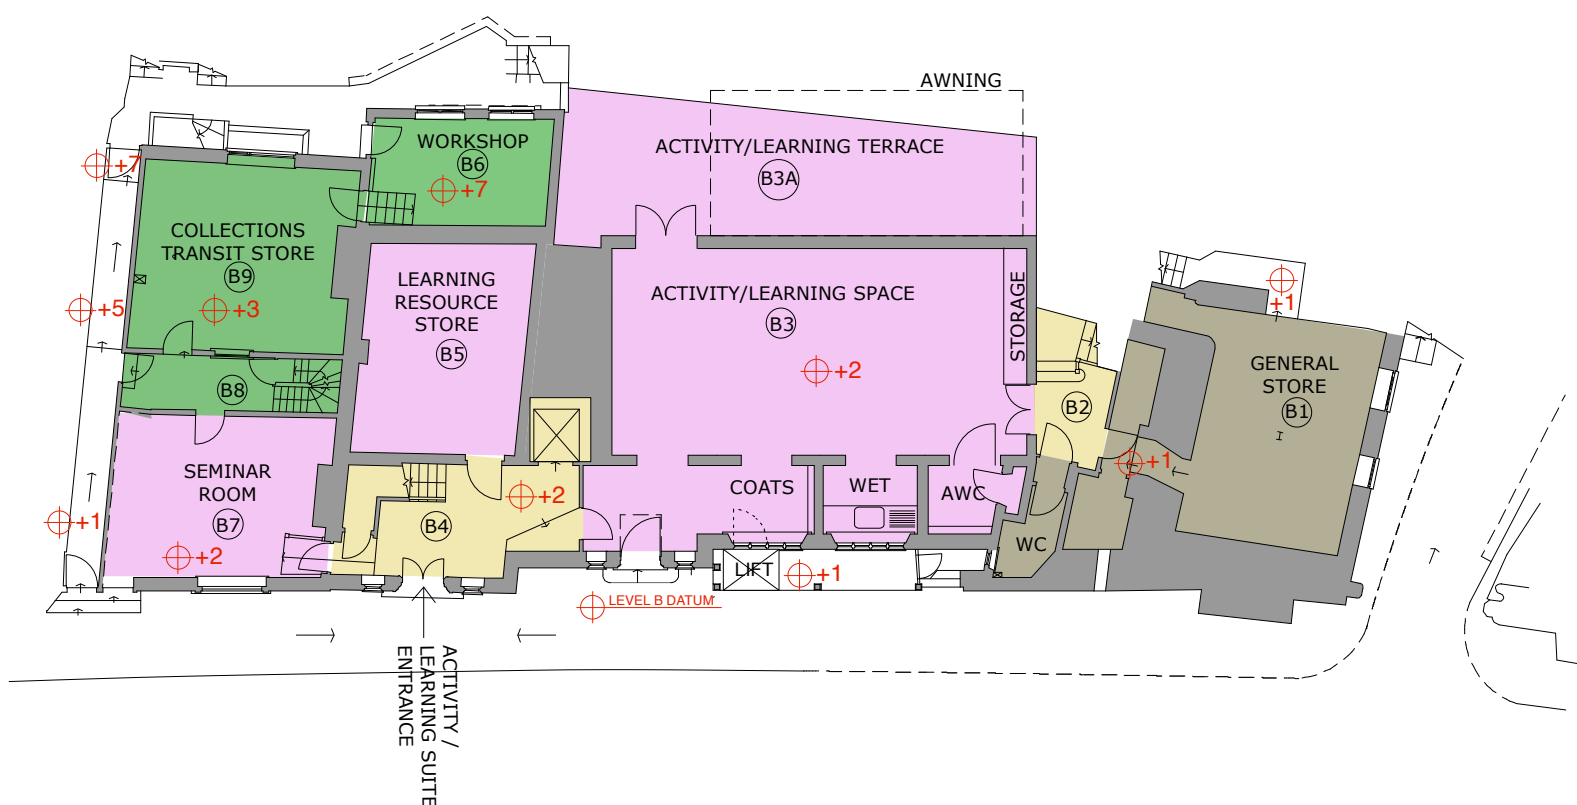 AWNING
WORKSHOP
B6
+7
ACTIVITY/LEARNING TERRACE
B3A
+7
COLLECTIONS
TRANSIT STORE
B9
+3
+5
LEARNING
RESOURCE
STORE
B5
ACTIVITY/LEARNING SPACE
B3
+2
STORAGE
+1
GENERAL
STORE
B1
B2
+1
B8
SEMINAR
ROOM
B7
+2
+1
B4
+2
COATS
WET
AWC
WC
LIFT
+1
LEVEL B DATUM
ACTIVITY /
LEARNING SUITE
ENTRANCE